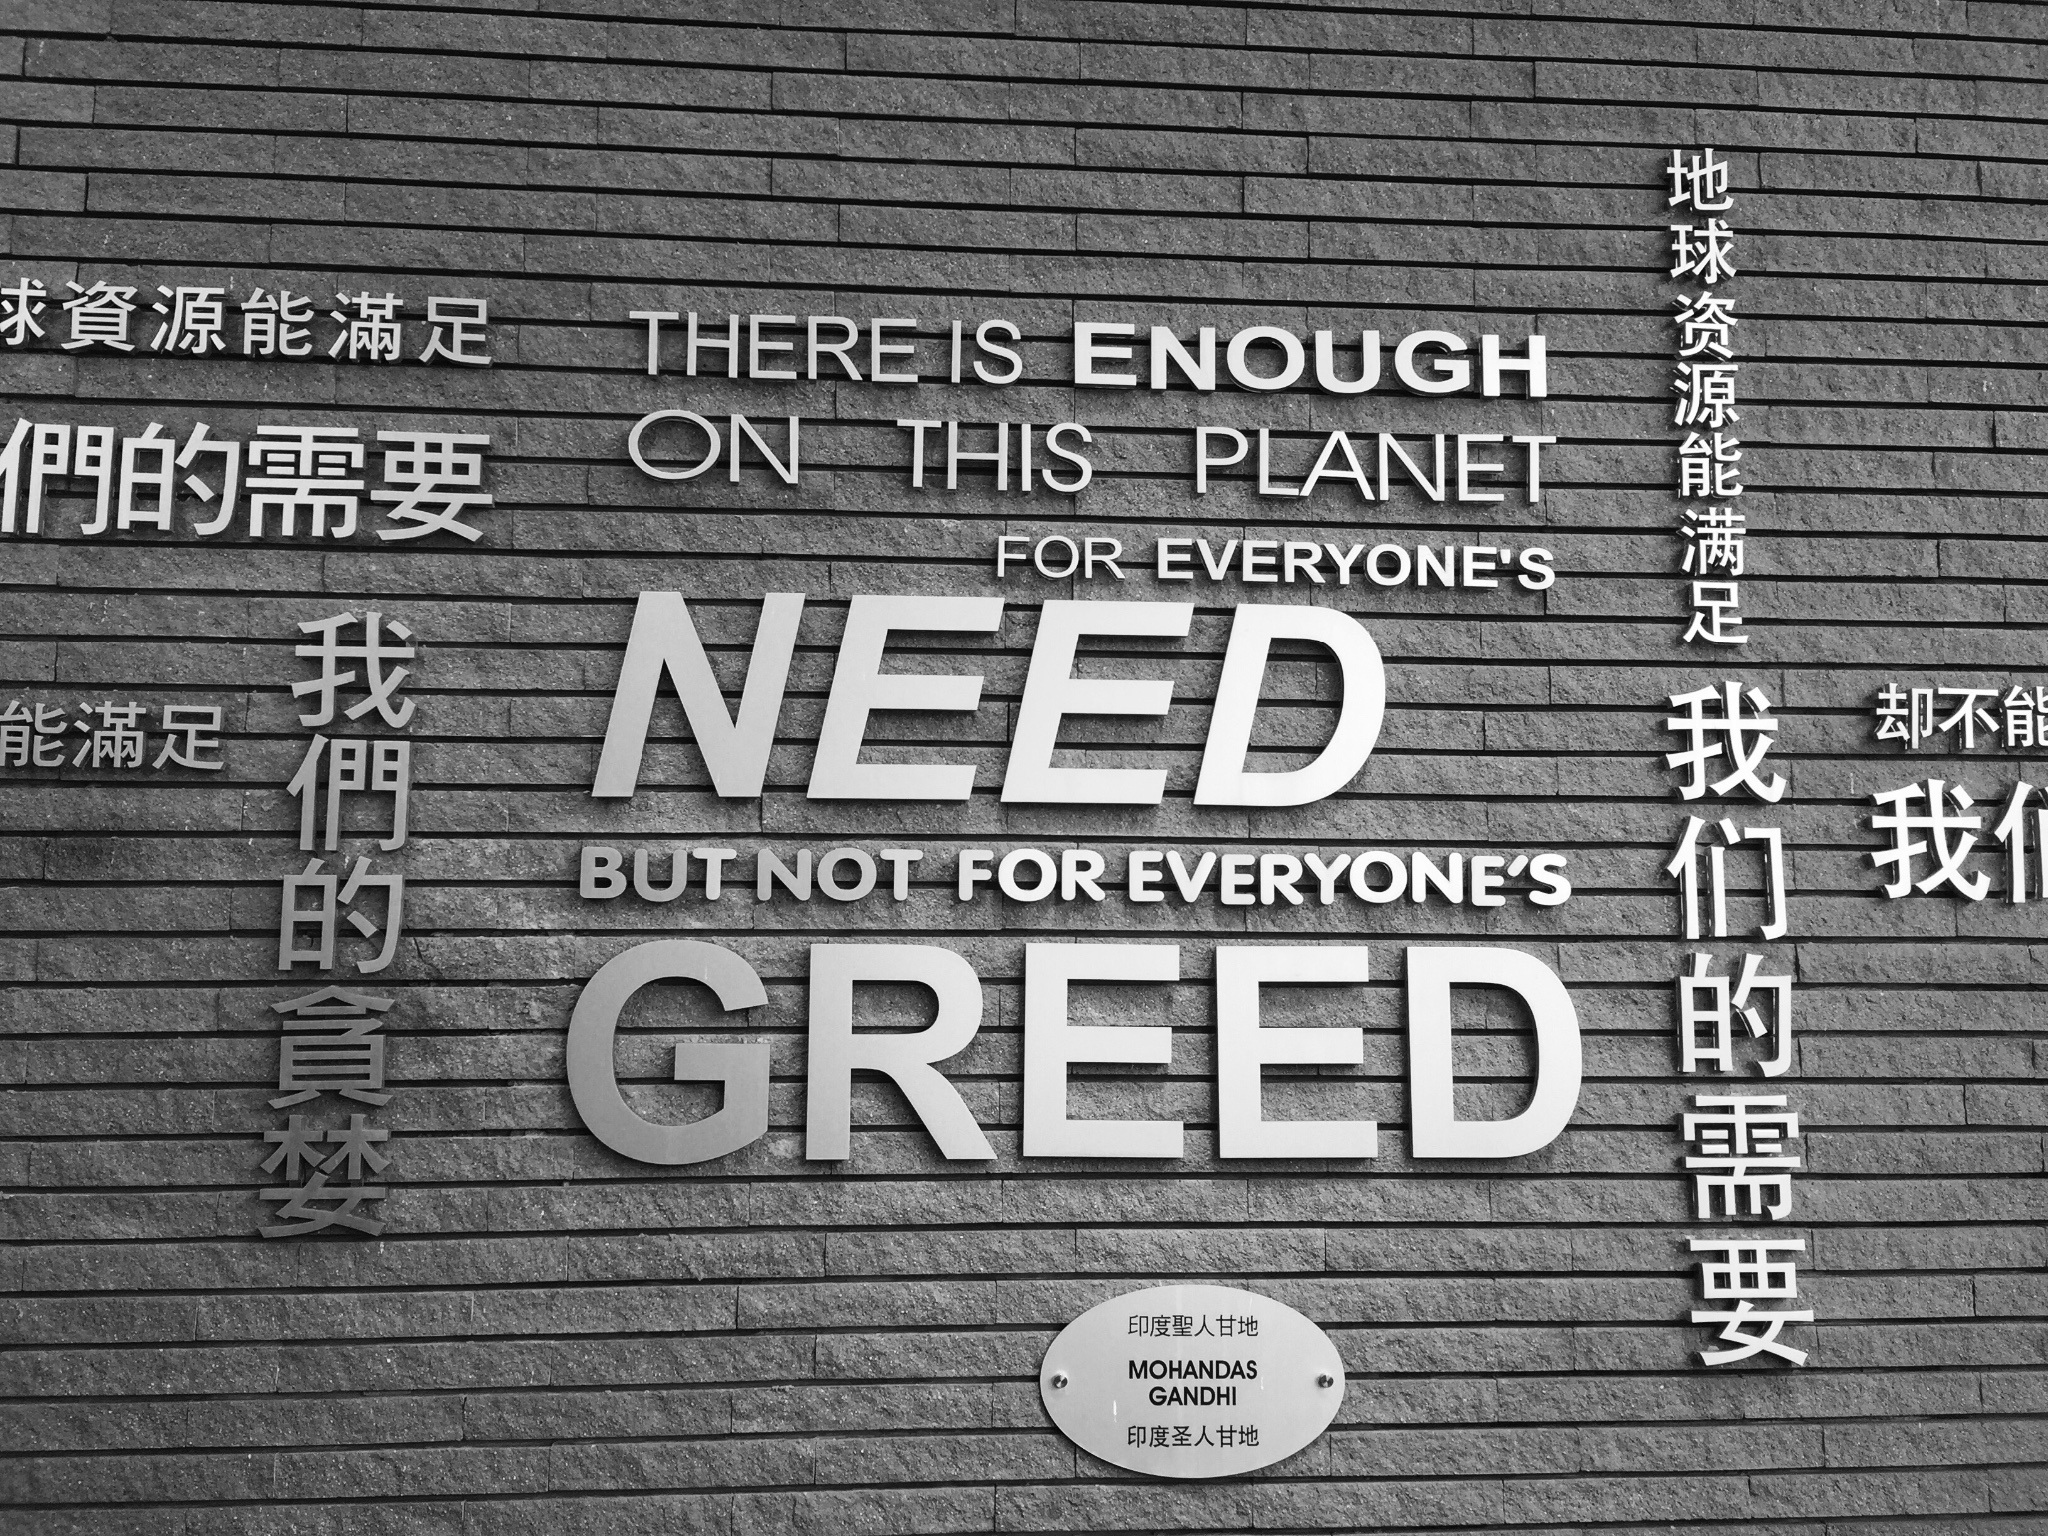 球資源能滿足
們的需要
能滿足
我們的貪婪
THERE IS ENOUGH
ON THIS PLANET
FOR EVERYONE'S
NEED
BUT NOT FOR EVERYONE'S
GREED
地球资源能满足
我们的需要
却不能
我们
印度聖人甘地
MOHANDAS
GANDHI
印度圣人甘地